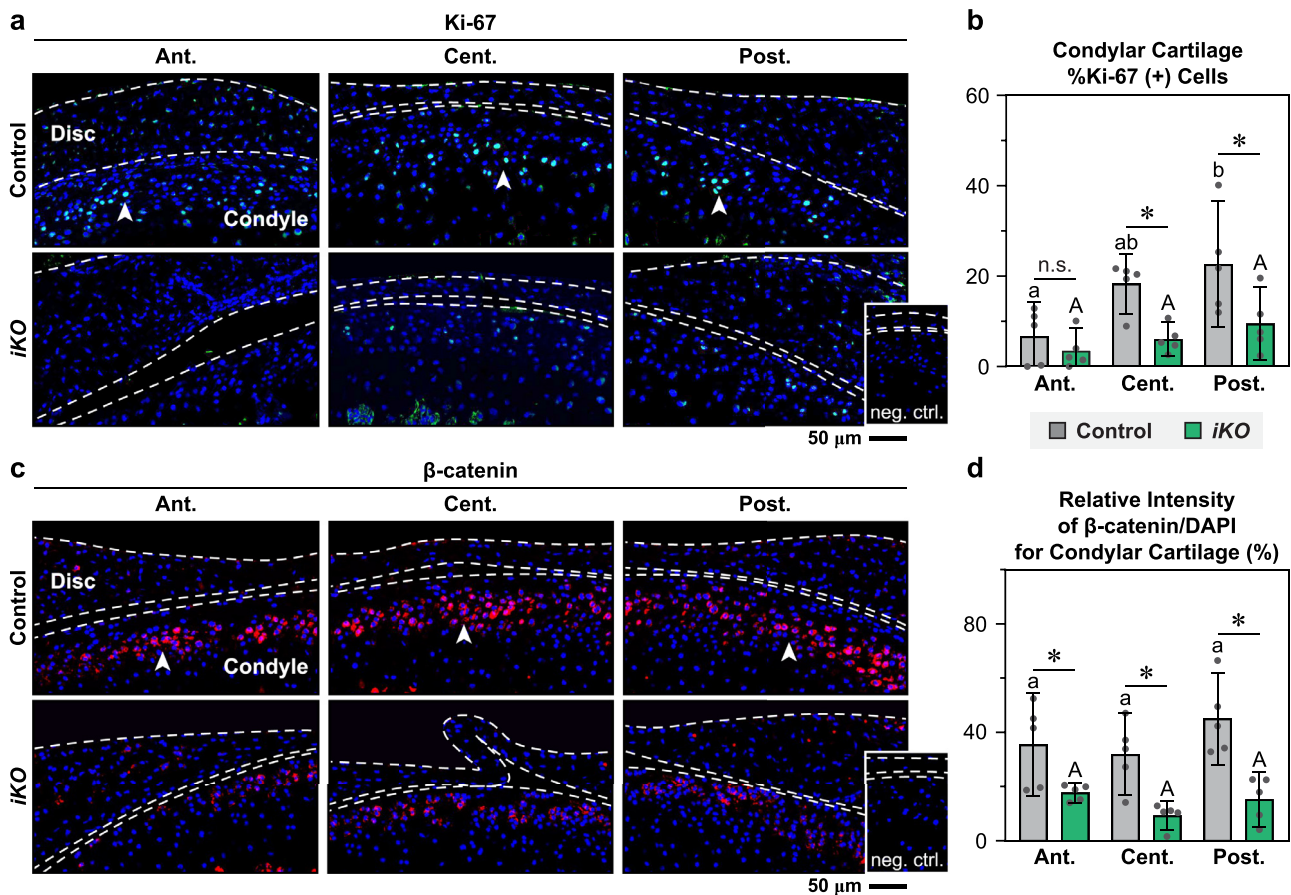 a
Ki-67
Ant.
Cent.
Post.
Control
Disc
Condyle
iKO
neg. ctrl.
50 μm
b
Condylar Cartilage
%Ki-67 (+) Cells
60
40
20
0
n.s.
a
A
*
ab
A
*
b
A
Ant.
Cent.
Post.
Control
iKO
c
β-catenin
Ant.
Cent.
Post.
Control
Disc
Condyle
iKO
neg. ctrl.
50 μm
d
Relative Intensity
of β-catenin/DAPI
for Condylar Cartilage (%)
80
40
0
*
a
A
*
a
A
*
a
A
Ant.
Cent.
Post.